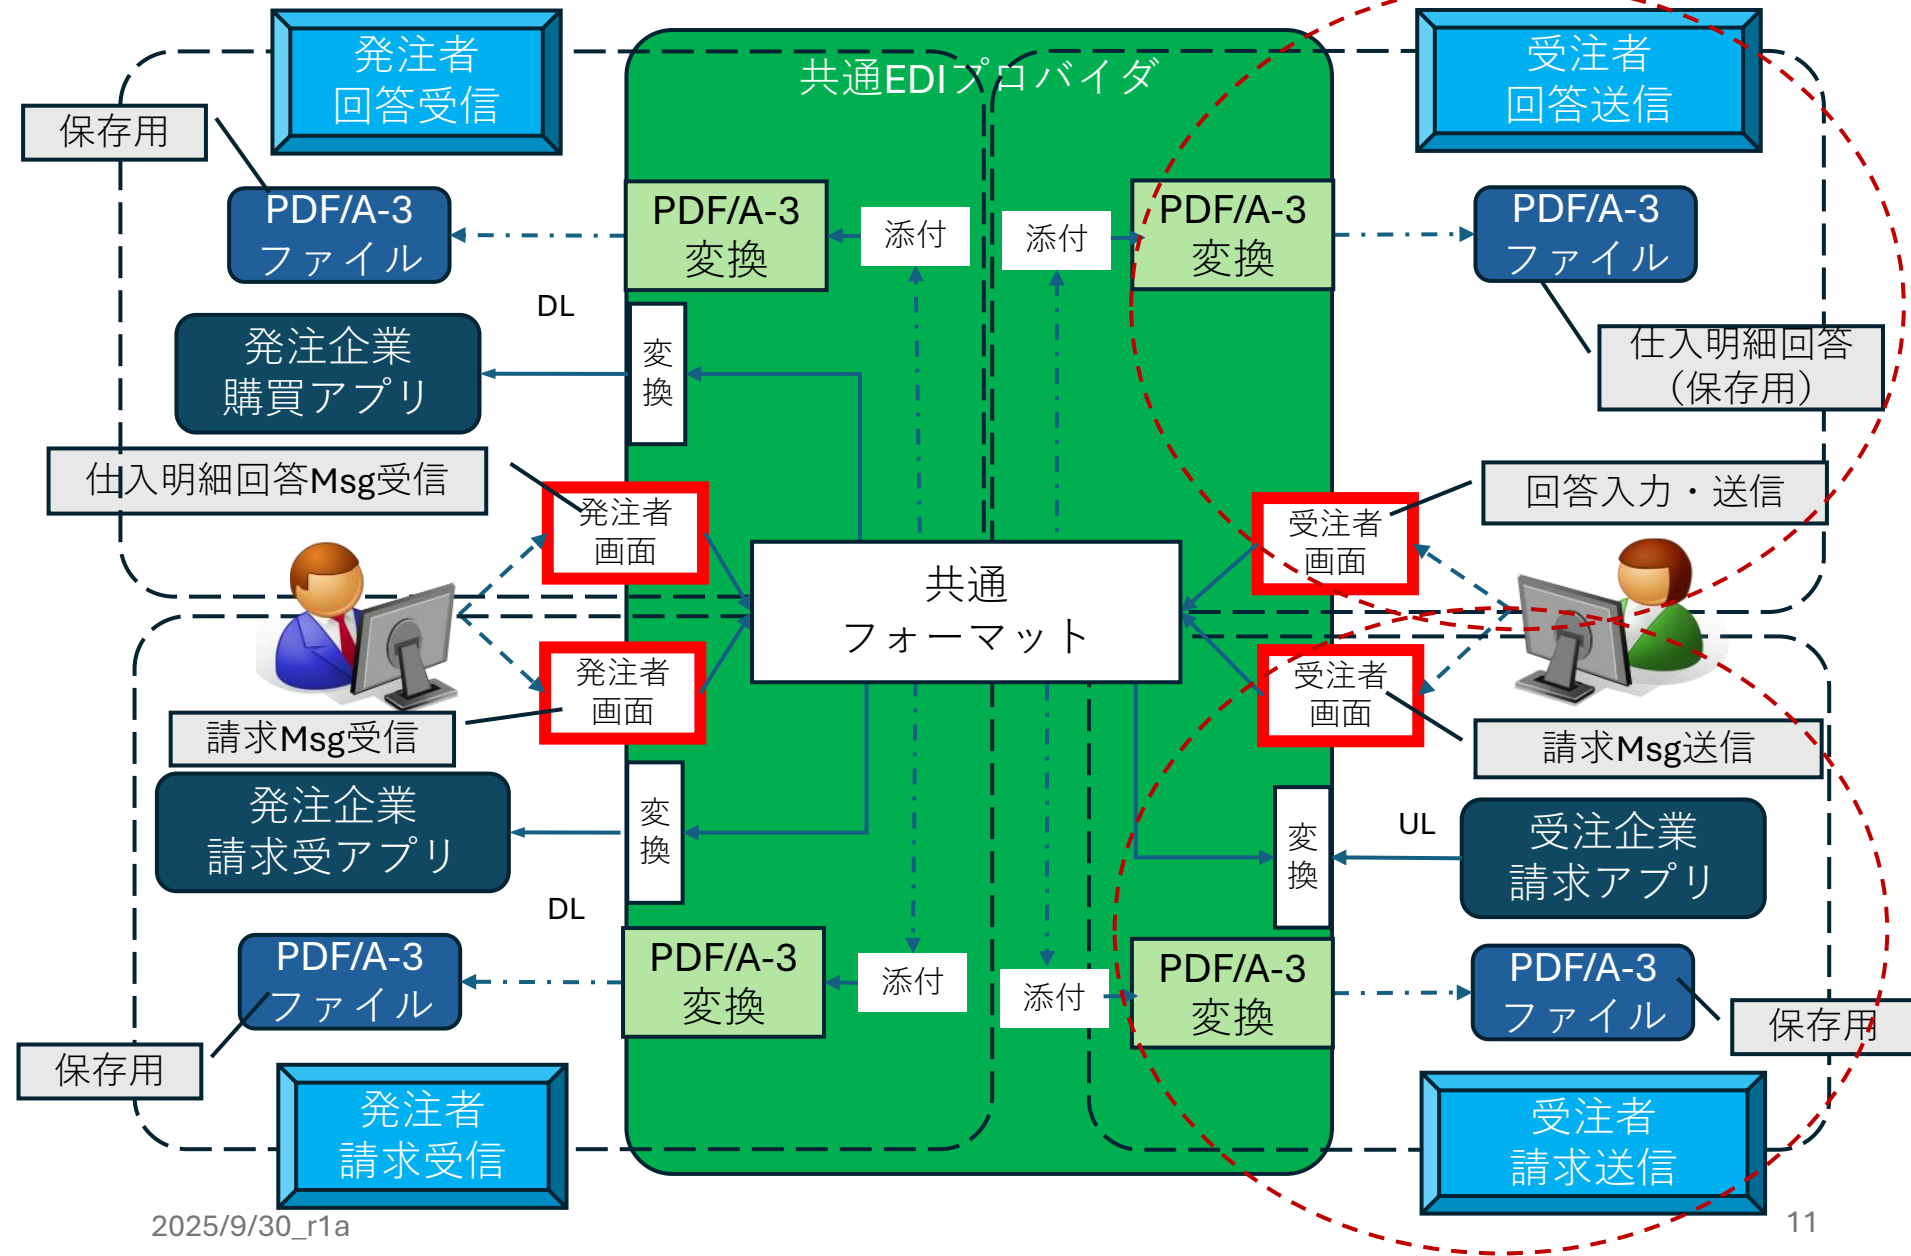 発注者
回答受信
共通EDIプロバイダ
受注者
回答送信
保存用
PDF/A-3
ファイル
PDF/A-3
変換
添付
添付
PDF/A-3
変換
PDF/A-3
ファイル
DL
発注企業
購買アプリ
変
換
仕入明細回答
（保存用）
仕入明細回答Msg受信
発注者
画面
受注者
画面
回答入力・送信
共通
フォーマット
発注者
画面
受注者
画面
請求Msg受信
請求Msg送信
発注企業
請求受アプリ
変
換
変
換
UL
受注企業
請求アプリ
DL
PDF/A-3
ファイル
PDF/A-3
変換
添付
添付
PDF/A-3
変換
PDF/A-3
ファイル
保存用
保存用
発注者
請求受信
受注者
請求送信
2025/9/30_r1a
11